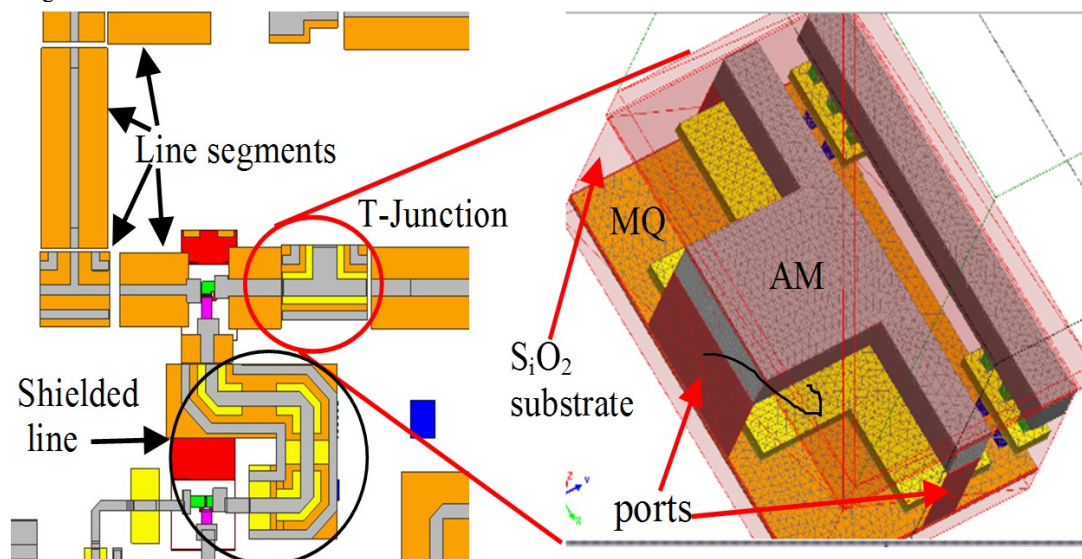 Line segments
T-Junction
Shielded
line
MQ
AM
SiO2
substrate
ports